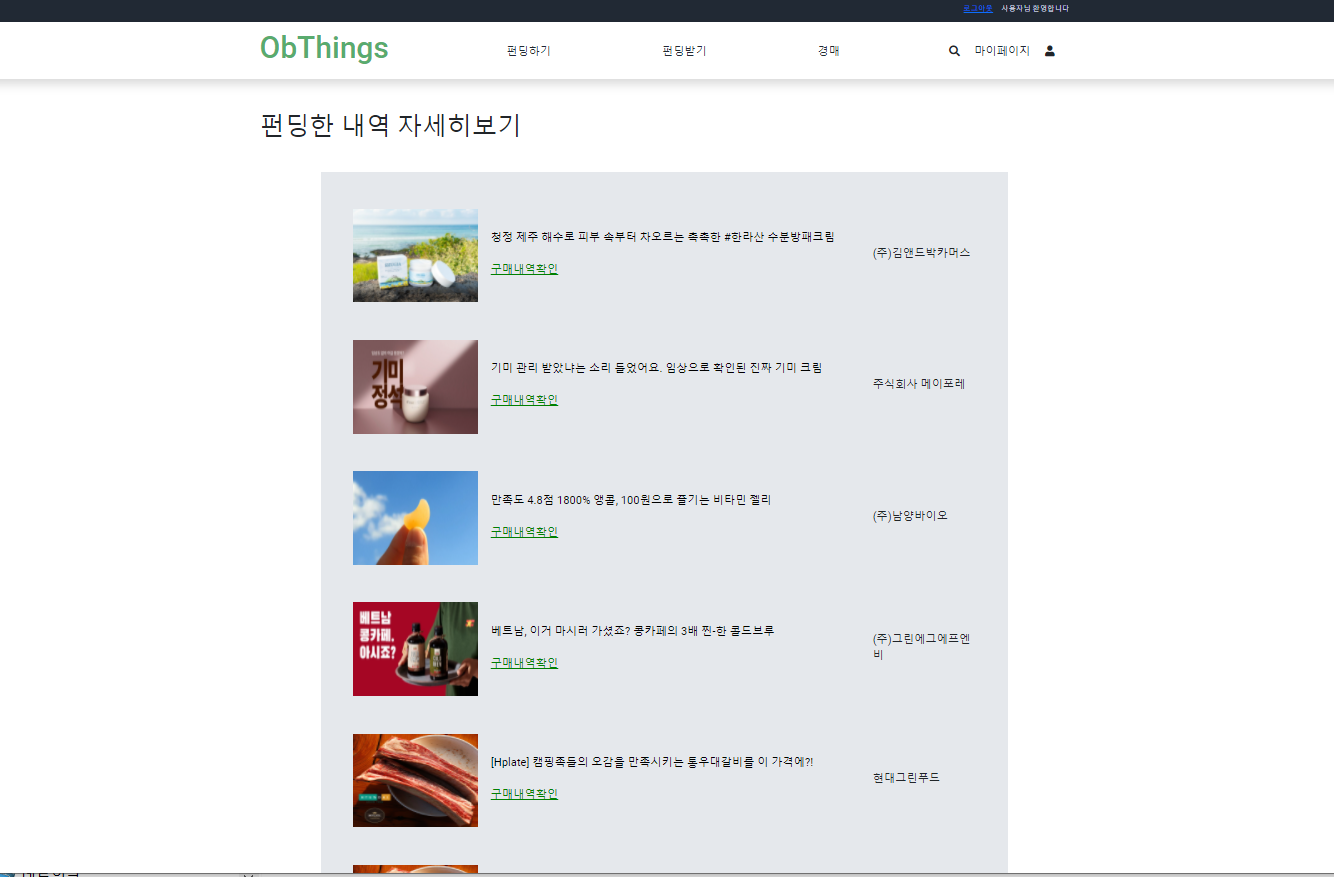 로그아웃 사용자님 환영합니다
ObThings 펀딩하기 펀딩받기 경매 마이페이지
펀딩한 내역 자세히보기
청정 제주 해수로 피부 속부터 차오르는 촉촉한 #한라산 수분방패크림
구매내역확인
(주)김앤드박카머스
기미
정석
기미 관리 받았냐는 소리 들었어요. 임상으로 확인된 진짜 기미 크림
구매내역확인
주식회사 메이포레
만족도 4.8점 1800% 앵콜, 100원으로 즐기는 비타민 젤리
구매내역확인
(주)남양바이오
베트남
콩카페,
아시죠?
베트남, 이거 마시러 가셨죠? 콩카페의 3배 찐-한 콜드브루
구매내역확인
(주)그린에그에프엔
비
[Hplate] 캠핑족들의 오감을 만족시키는 통우대갈비를 이 가격에?!
구매내역확인
현대그린푸드